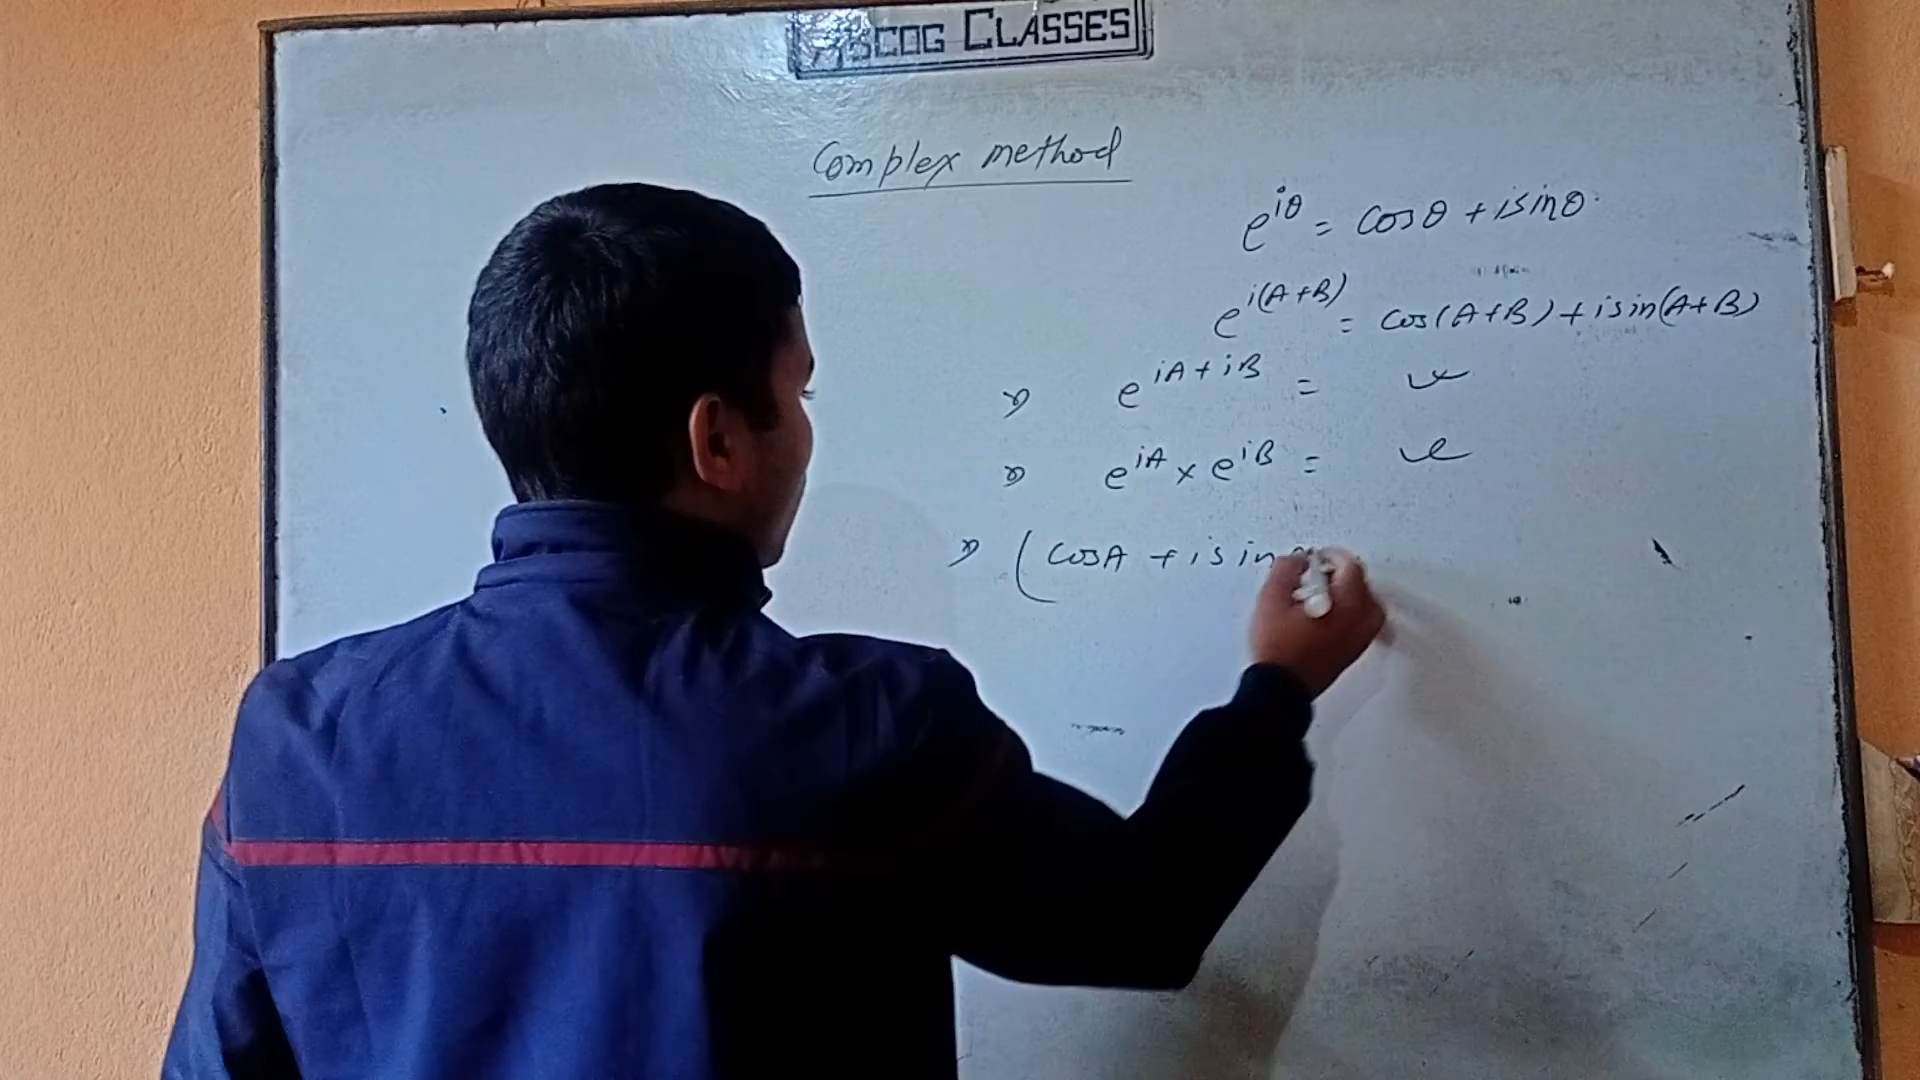 CLASSES
Complex method
e^{iθ} = cosθ + isinθ
e^{i(A+B)} = cos(A+B) + isin(A+B)
⇒ e^{iA+iB} = 〃
⇒ e^{iA} × e^{iB} = 〃
⇒ (cosA + isin